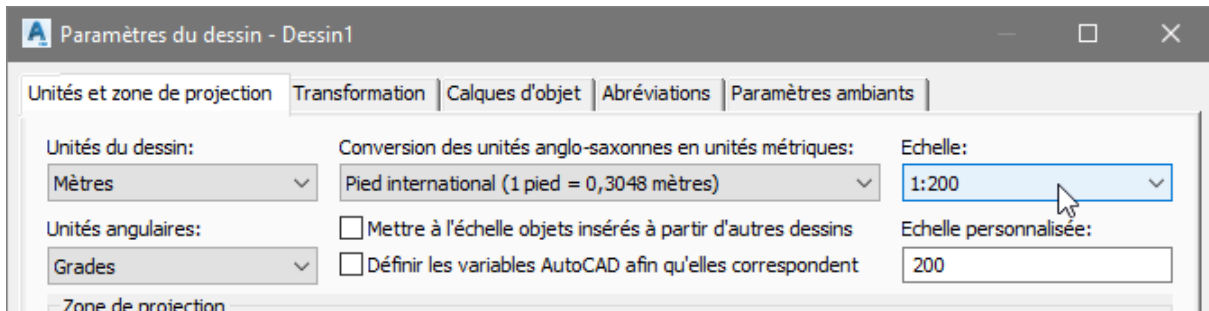 Paramètres du dessin - Dessin1
Unités et zone de projection Transformation Calques d'objet Abréviations Paramètres ambiants
Unités du dessin: Conversion des unités anglo-saxonnes en unités métriques: Echelle:
Mètres Pied international (1 pied = 0,3048 mètres) 1:200
Unités angulaires: Mettre à l'échelle objets insérés à partir d'autres dessins Echelle personnalisée:
Grades Définir les variables AutoCAD afin qu'elles correspondent 200
Zone de projection